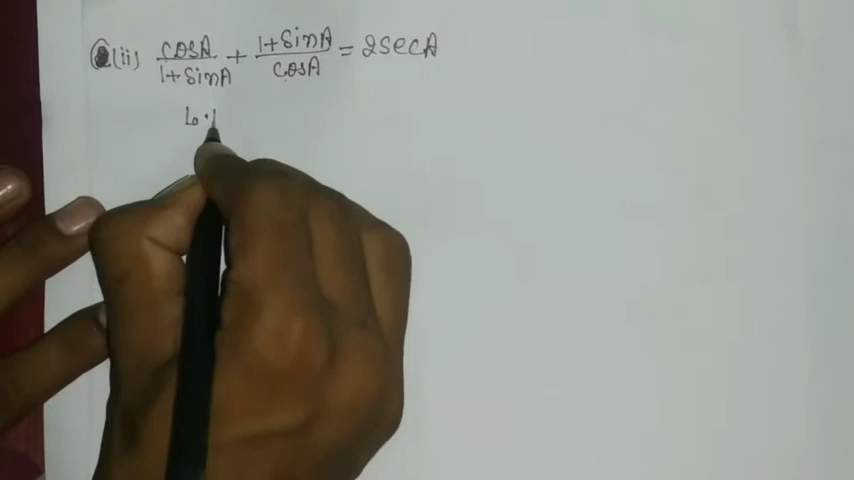 (ii) cosA/1+sinA + 1+sinA/cosA = 2secA
L.